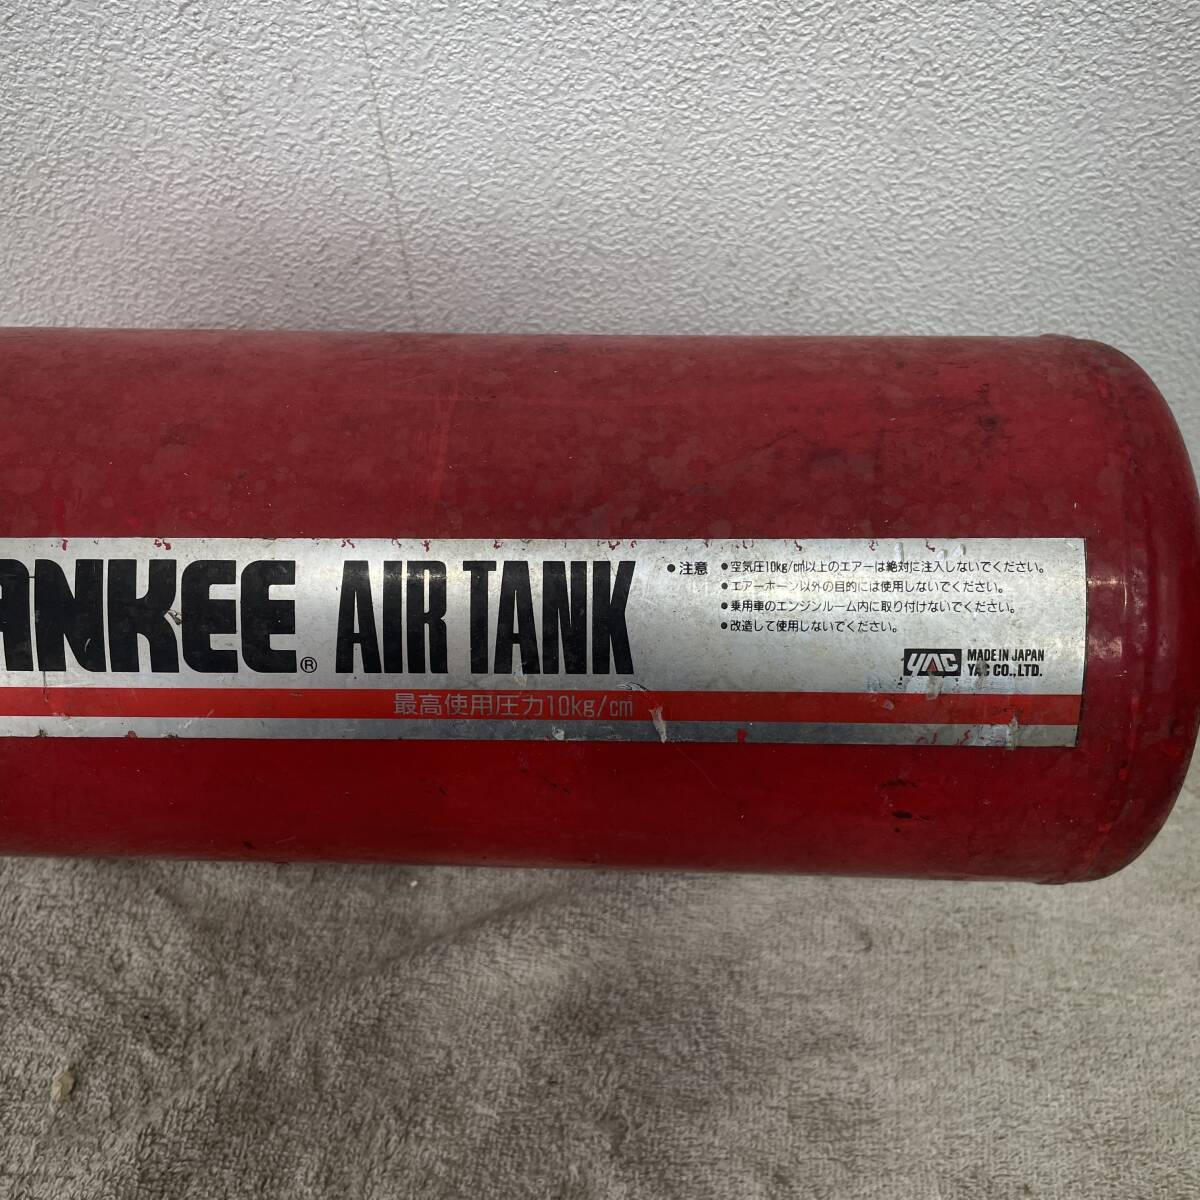 ANKEE® AIR TANK
最高使用圧力10kg/㎠
●注意 ●空気圧10kg/㎠以上のエアーは絶対に注入しないでください。
●エアーホーン以外の目的には使用しないでください。
●乗用車のエンジンルーム内に取り付けないでください。
●改造して使用しないでください。
YAC MADE IN JAPAN
YAC CO.,LTD.